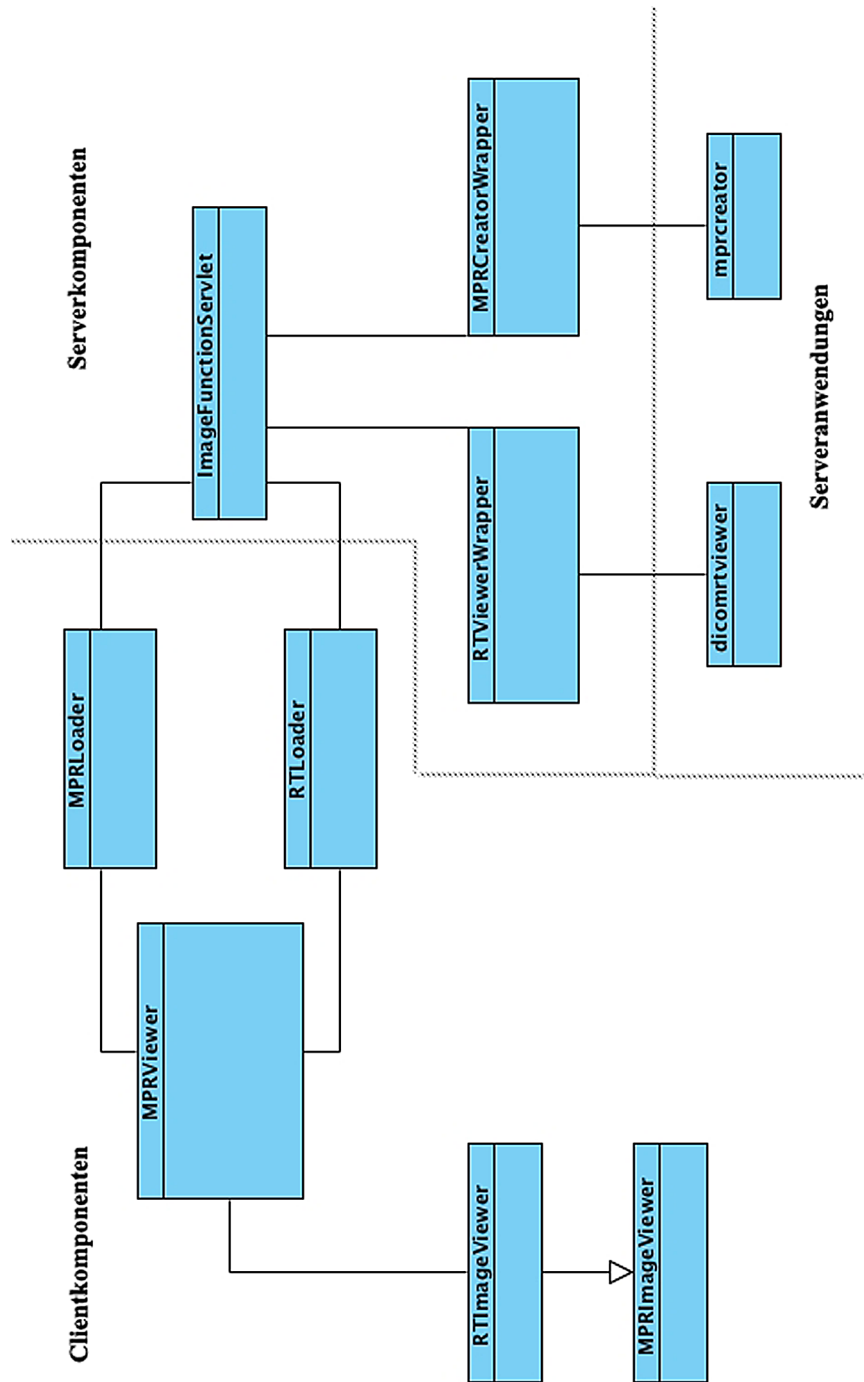 Clientkomponenten
Serverkomponenten
MPRLoader
MPRViewer
ImageFunctionServlet
RTLoader
RTImageViewer
RTViewerWrapper
MPRCreatorWrapper
MPRImageViewer
dicomrtviewer
mprcreator
Serveranwendungen